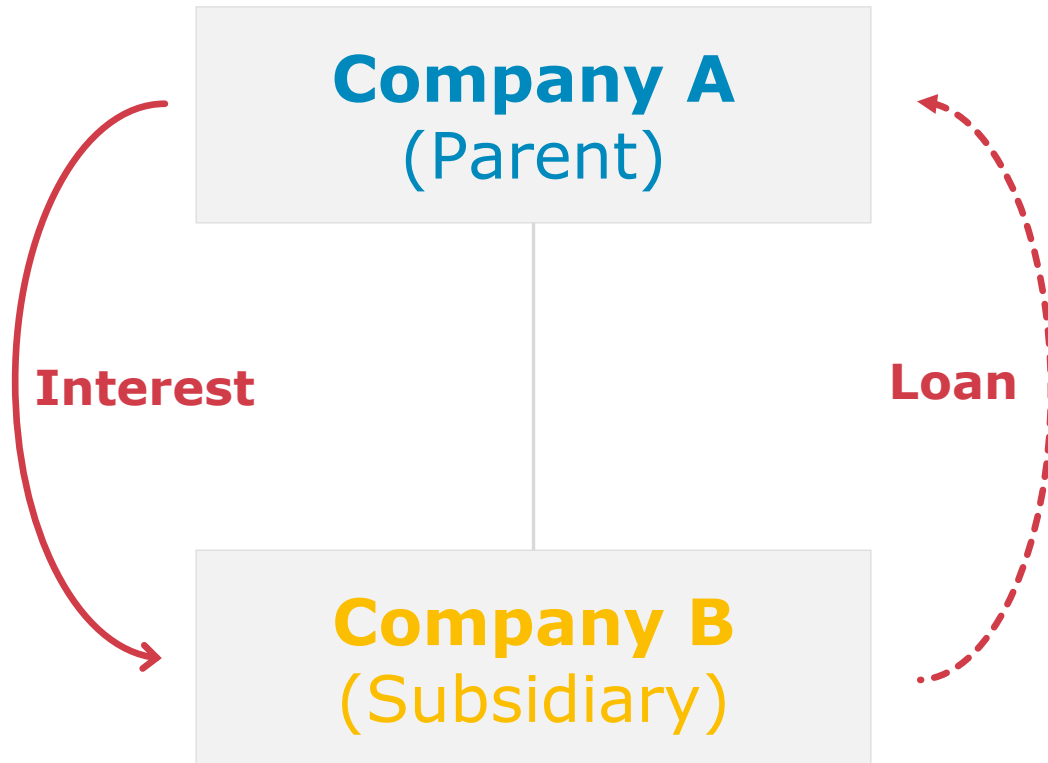 Company A
(Parent)
Interest
Loan
Company B
(Subsidiary)